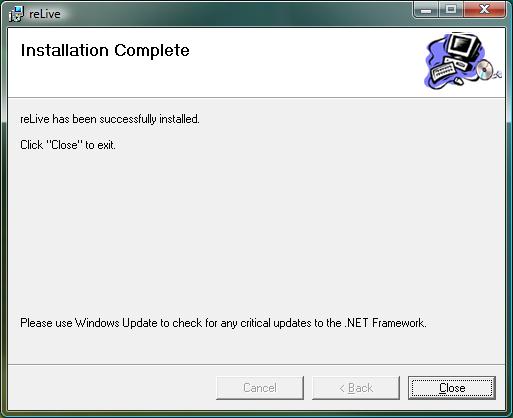 reLive
Installation Complete
reLive has been successfully installed.
Click "Close" to exit.
Please use Windows Update to check for any critical updates to the .NET Framework.
Cancel
< Back
Close